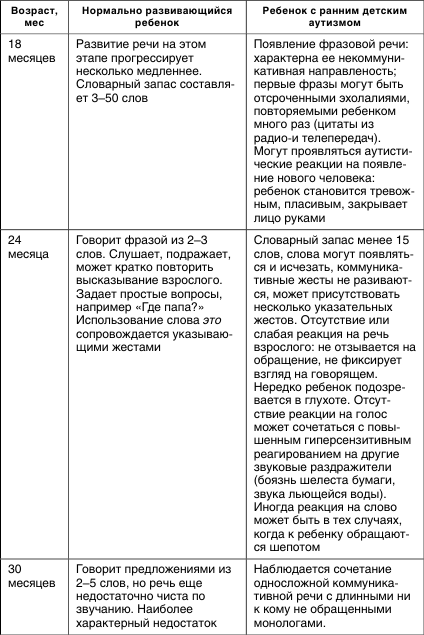 Возраст, мес
Нормально развивающийся ребенок
Ребенок с ранним детским аутизмом
18 месяцев
Развитие речи на этом
этапе прогрессирует
несколько медленнее.
Словарный запас составля-
ет 3–50 слов
Появление фразовой речи:
характерна ее некоммуни-
кативная направленость;
первые фразы могут быть
отсроченными эхолалиями,
повторяемыми ребенком
много раз (цитаты из
радио-и телепередач).
Могут проявляться аутисти-
ческие реакции на появле-
ние нового человека:
ребенок становится тревож-
ным, пласивым, закрывает
лицо руками
24 месяца
Говорит фразой из 2–3
слов. Слушает, подражает,
может кратко повторить
высказывание взрослого.
Задает простые вопросы,
например «Где папа?»
Использование слова это
сопровождается указываю-
щими жестами
Словарный запас менее 15
слов, слова могут появлять-
ся и исчезать, коммуника-
тивные жесты не разивают-
ся, может присутствовать
несколько указательных
жестов. Отсутствие или
слабая реакция на речь
взрослого: не отзывается на
обращение, не фиксирует
взгляд на говорящем.
Нередко ребенок подозре-
вается в глухоте. Отсут-
ствие реакции на голос
может сочетаться с повы-
шенным гиперсензитивным
реагированием на другие
звуковые раздражители
(боязнь шелеста бумаги,
звука льющейся воды).
Иногда реакция на слово
может быть в тех случаях,
когда к ребенку обращают-
ся шепотом
30 месяцев
Говорит предложениями из
2–5 слов, но речь еще
недостаточно чиста по
звучанию. Наиболее
характерный недостаток
Наблюдается сочетание
односложной коммуника-
тивной речи с длинными ни
к кому не обращенными
монологами.